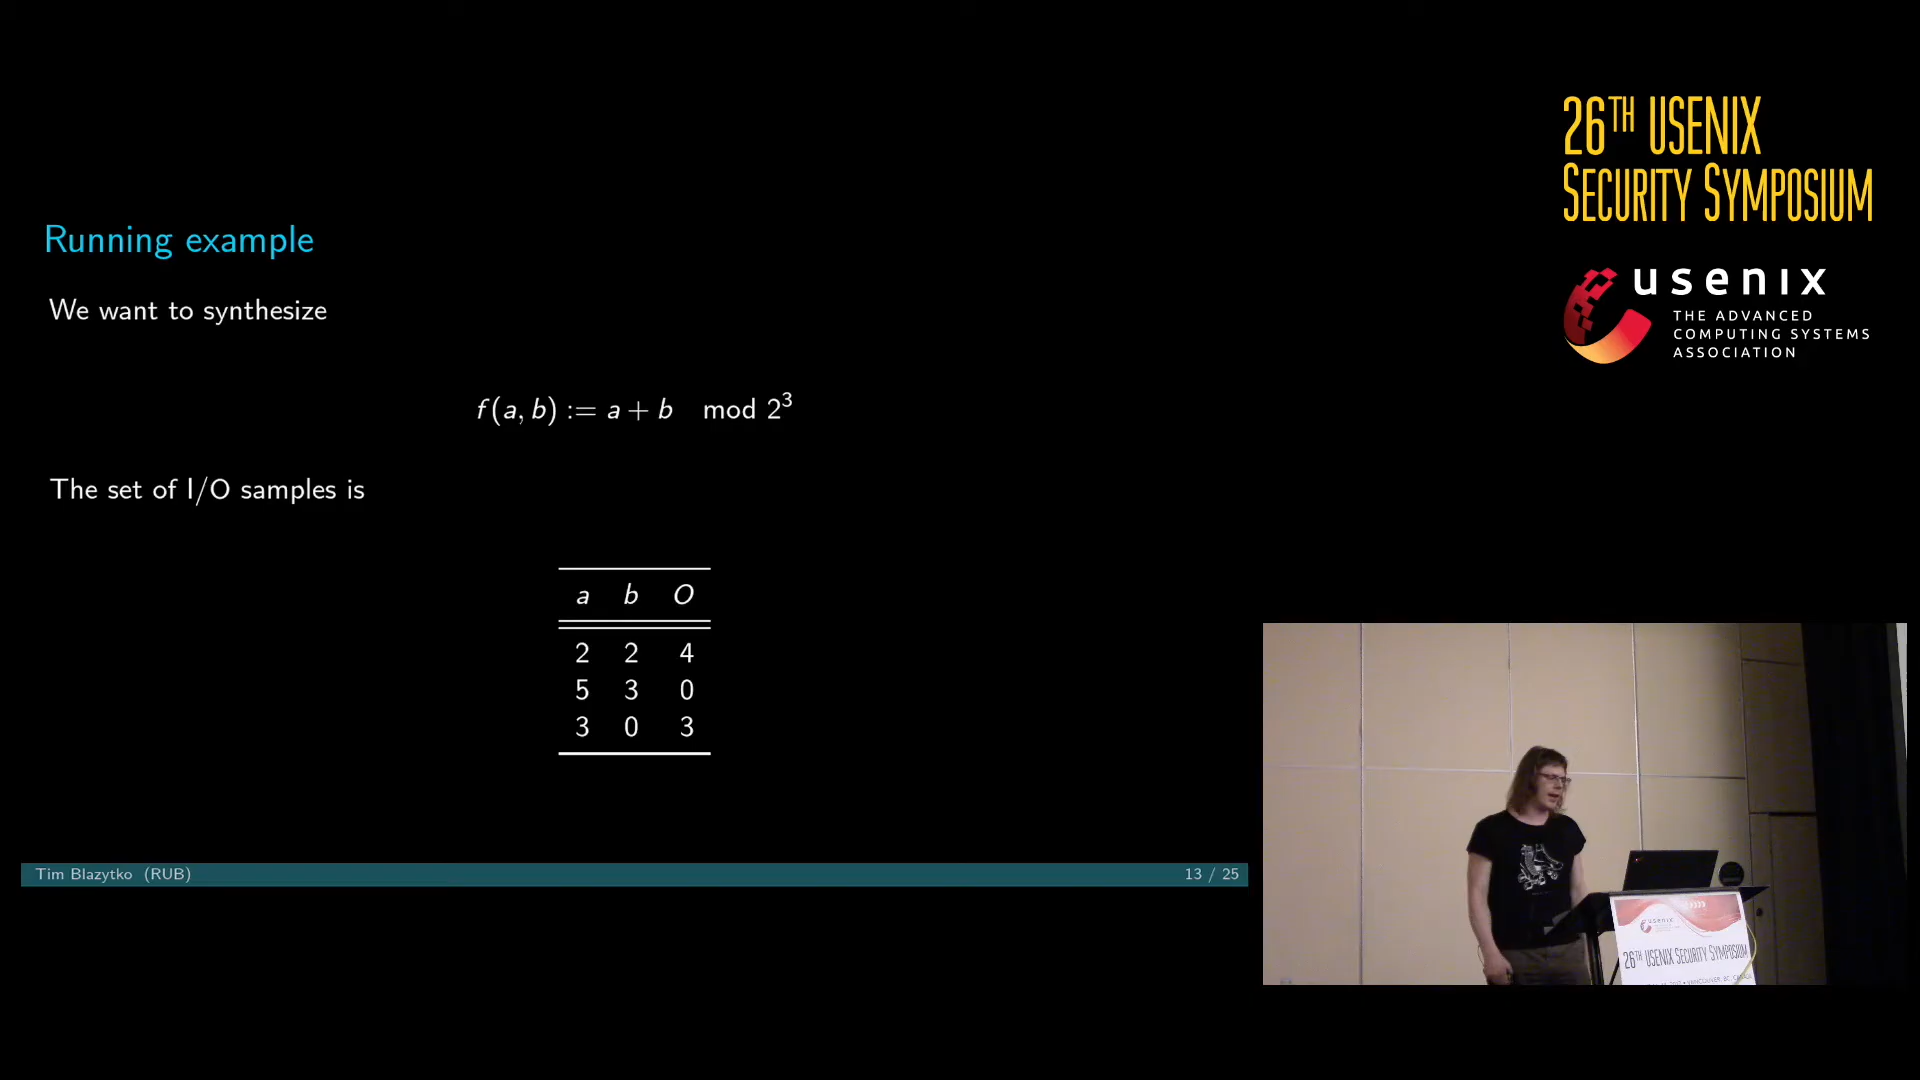 26TH USENIX
SECURITY SYMPOSIUM
usenix
THE ADVANCED
COMPUTING SYSTEMS
ASSOCIATION
Running example
We want to synthesize
f(a, b) := a + b mod 2³
The set of I/O samples is
a b O
2 2 4
5 3 0
3 0 3
Tim Blazytko (RUB) 13 / 25
usenix
26TH USENIX SECURITY SYMPOSIUM